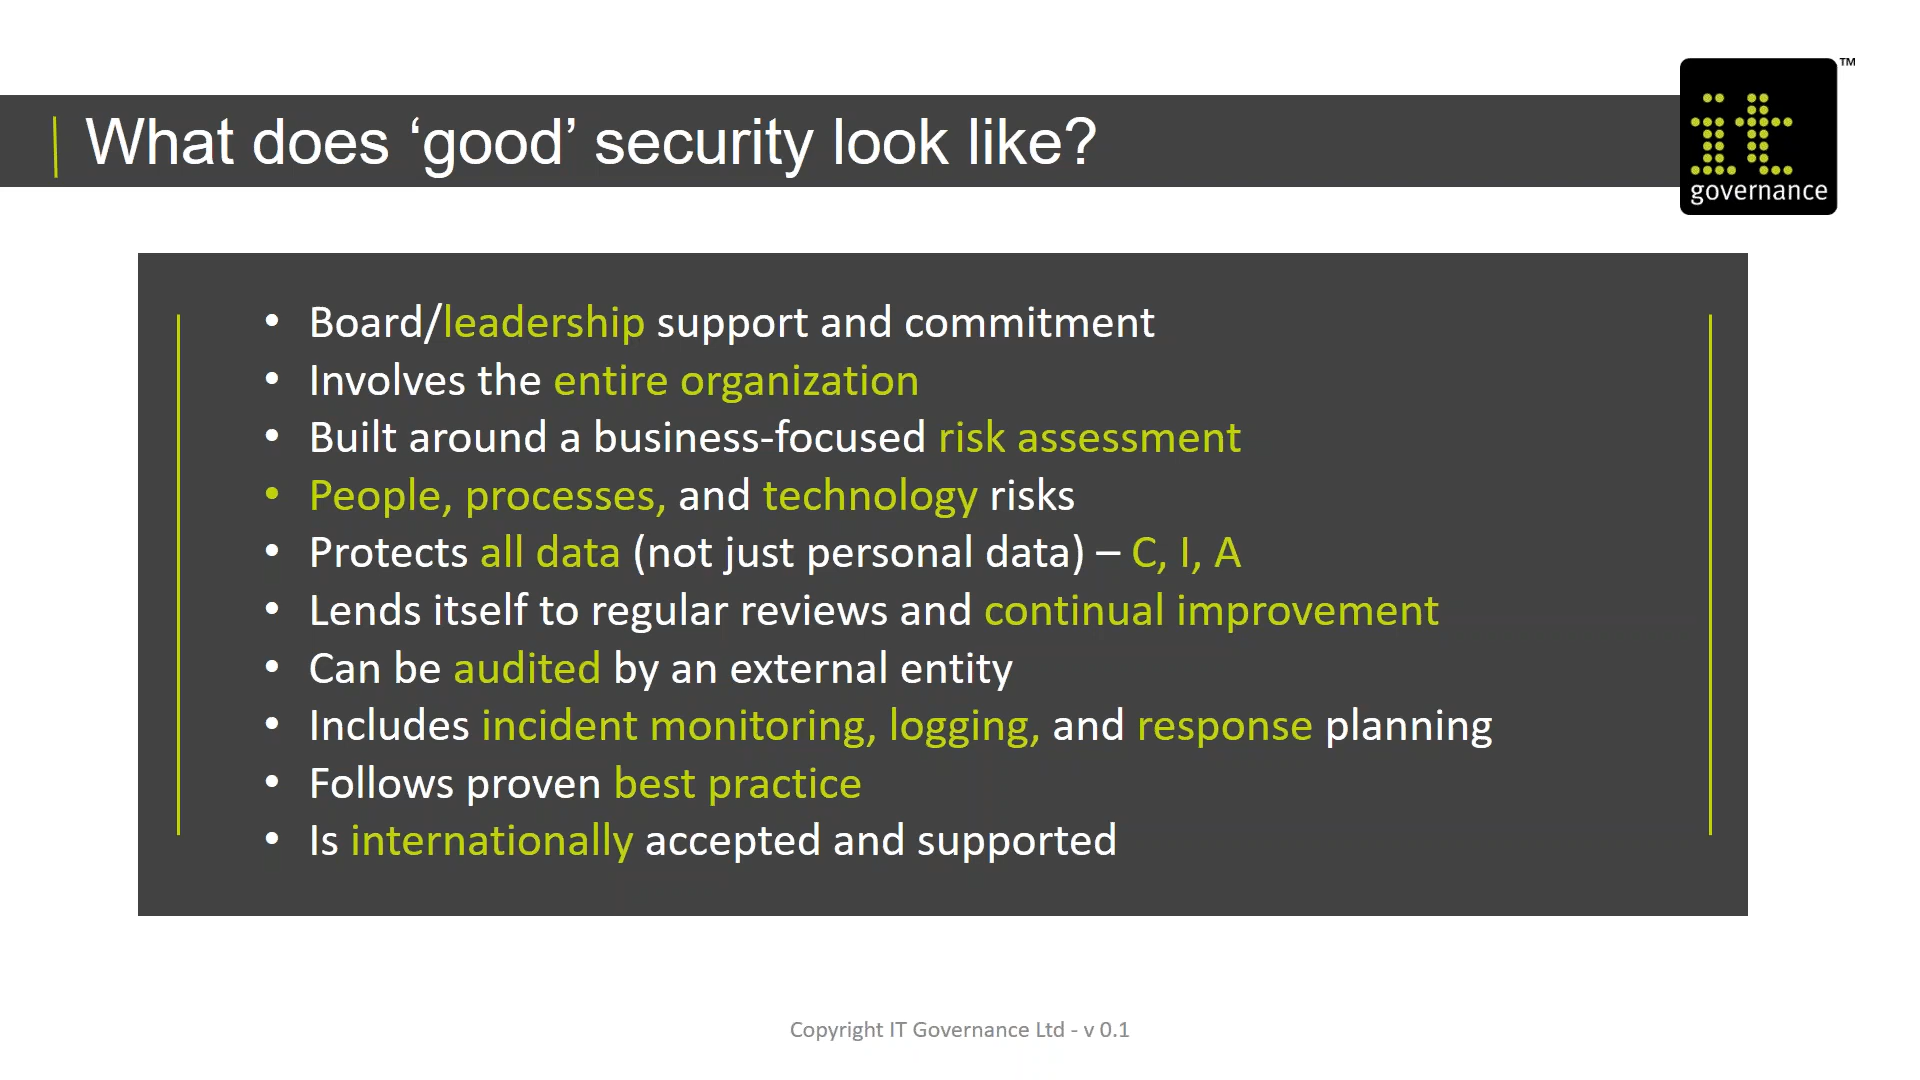 What does ‘good’ security look like?
it
governance
TM
• Board/leadership support and commitment
• Involves the entire organization
• Built around a business-focused risk assessment
• People, processes, and technology risks
• Protects all data (not just personal data) – C, I, A
• Lends itself to regular reviews and continual improvement
• Can be audited by an external entity
• Includes incident monitoring, logging, and response planning
• Follows proven best practice
• Is internationally accepted and supported
Copyright IT Governance Ltd - v 0.1